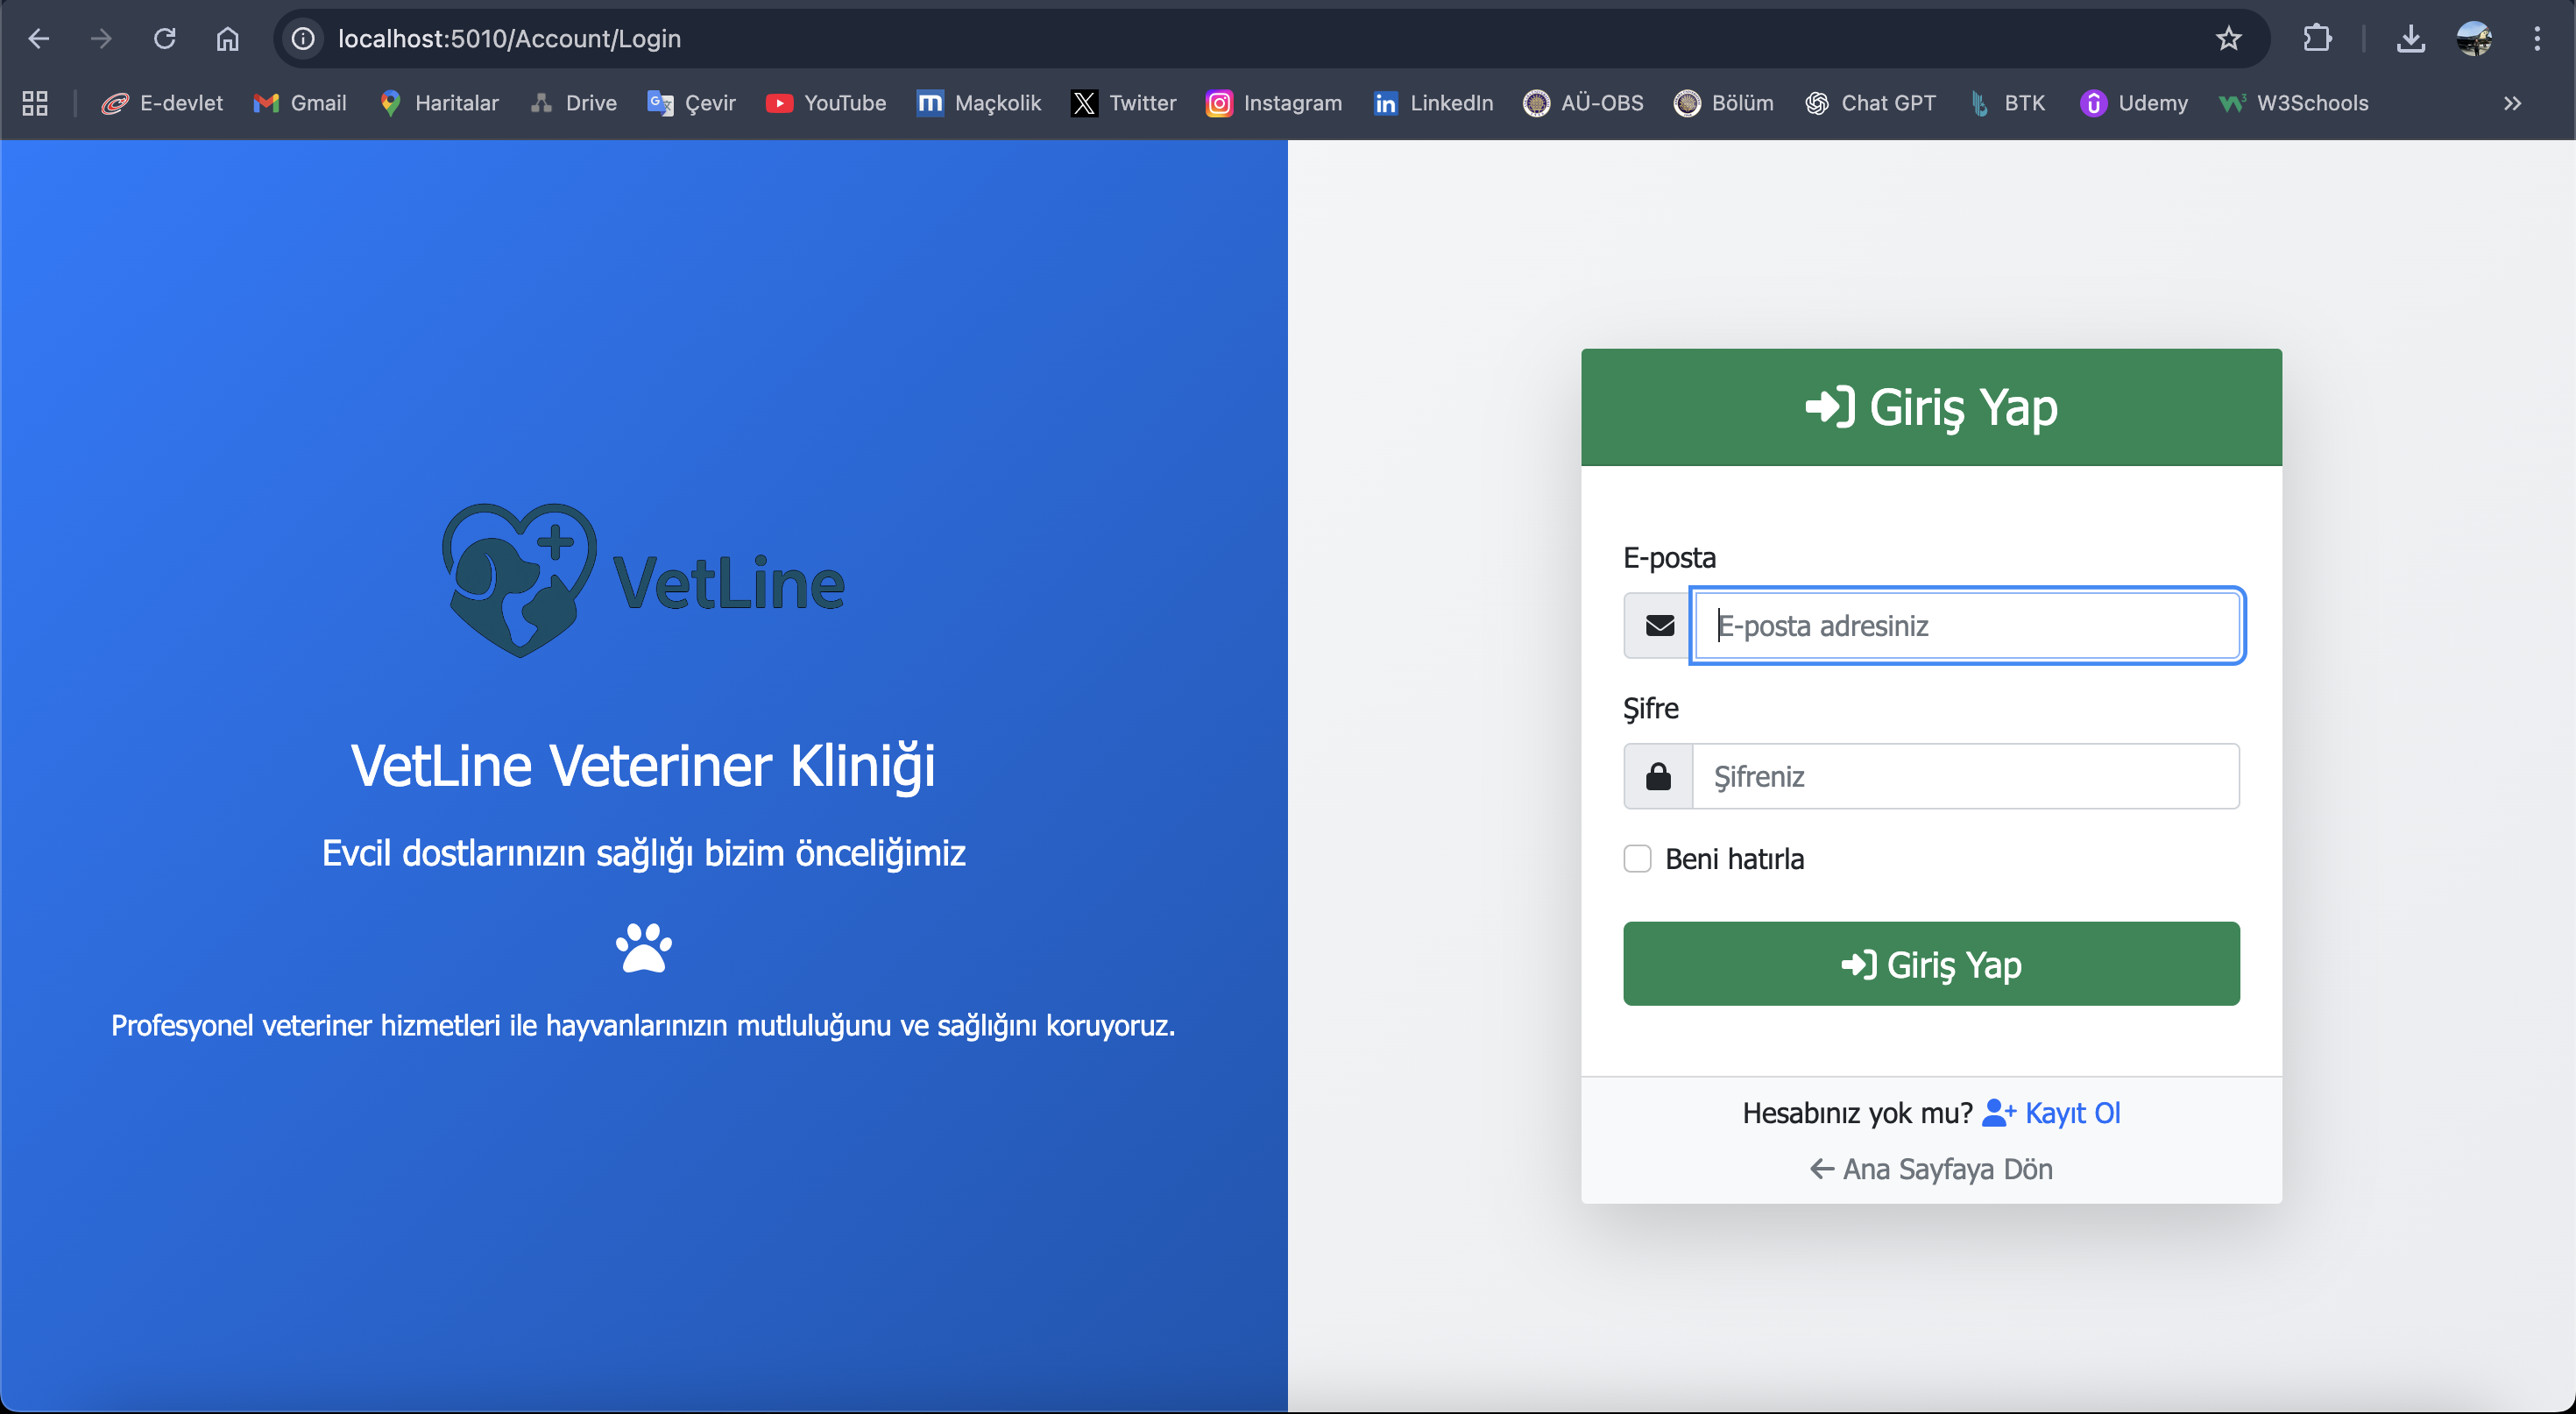 localhost:5010/Account/Login
E-devlet Gmail Haritalar Drive Çevir YouTube Maçkolik Twitter Instagram LinkedIn AÜ-OBS Bölüm Chat GPT BTK Udemy W3Schools
VetLine
VetLine Veteriner Kliniği
Evcil dostlarınızın sağlığı bizim önceliğimiz
Profesyonel veteriner hizmetleri ile hayvanlarınızın mutluluğunu ve sağlığını koruyoruz.
Giriş Yap
E-posta
E-posta adresiniz
Şifre
Şifreniz
Beni hatırla
Giriş Yap
Hesabınız yok mu? Kayıt Ol
Ana Sayfaya Dön